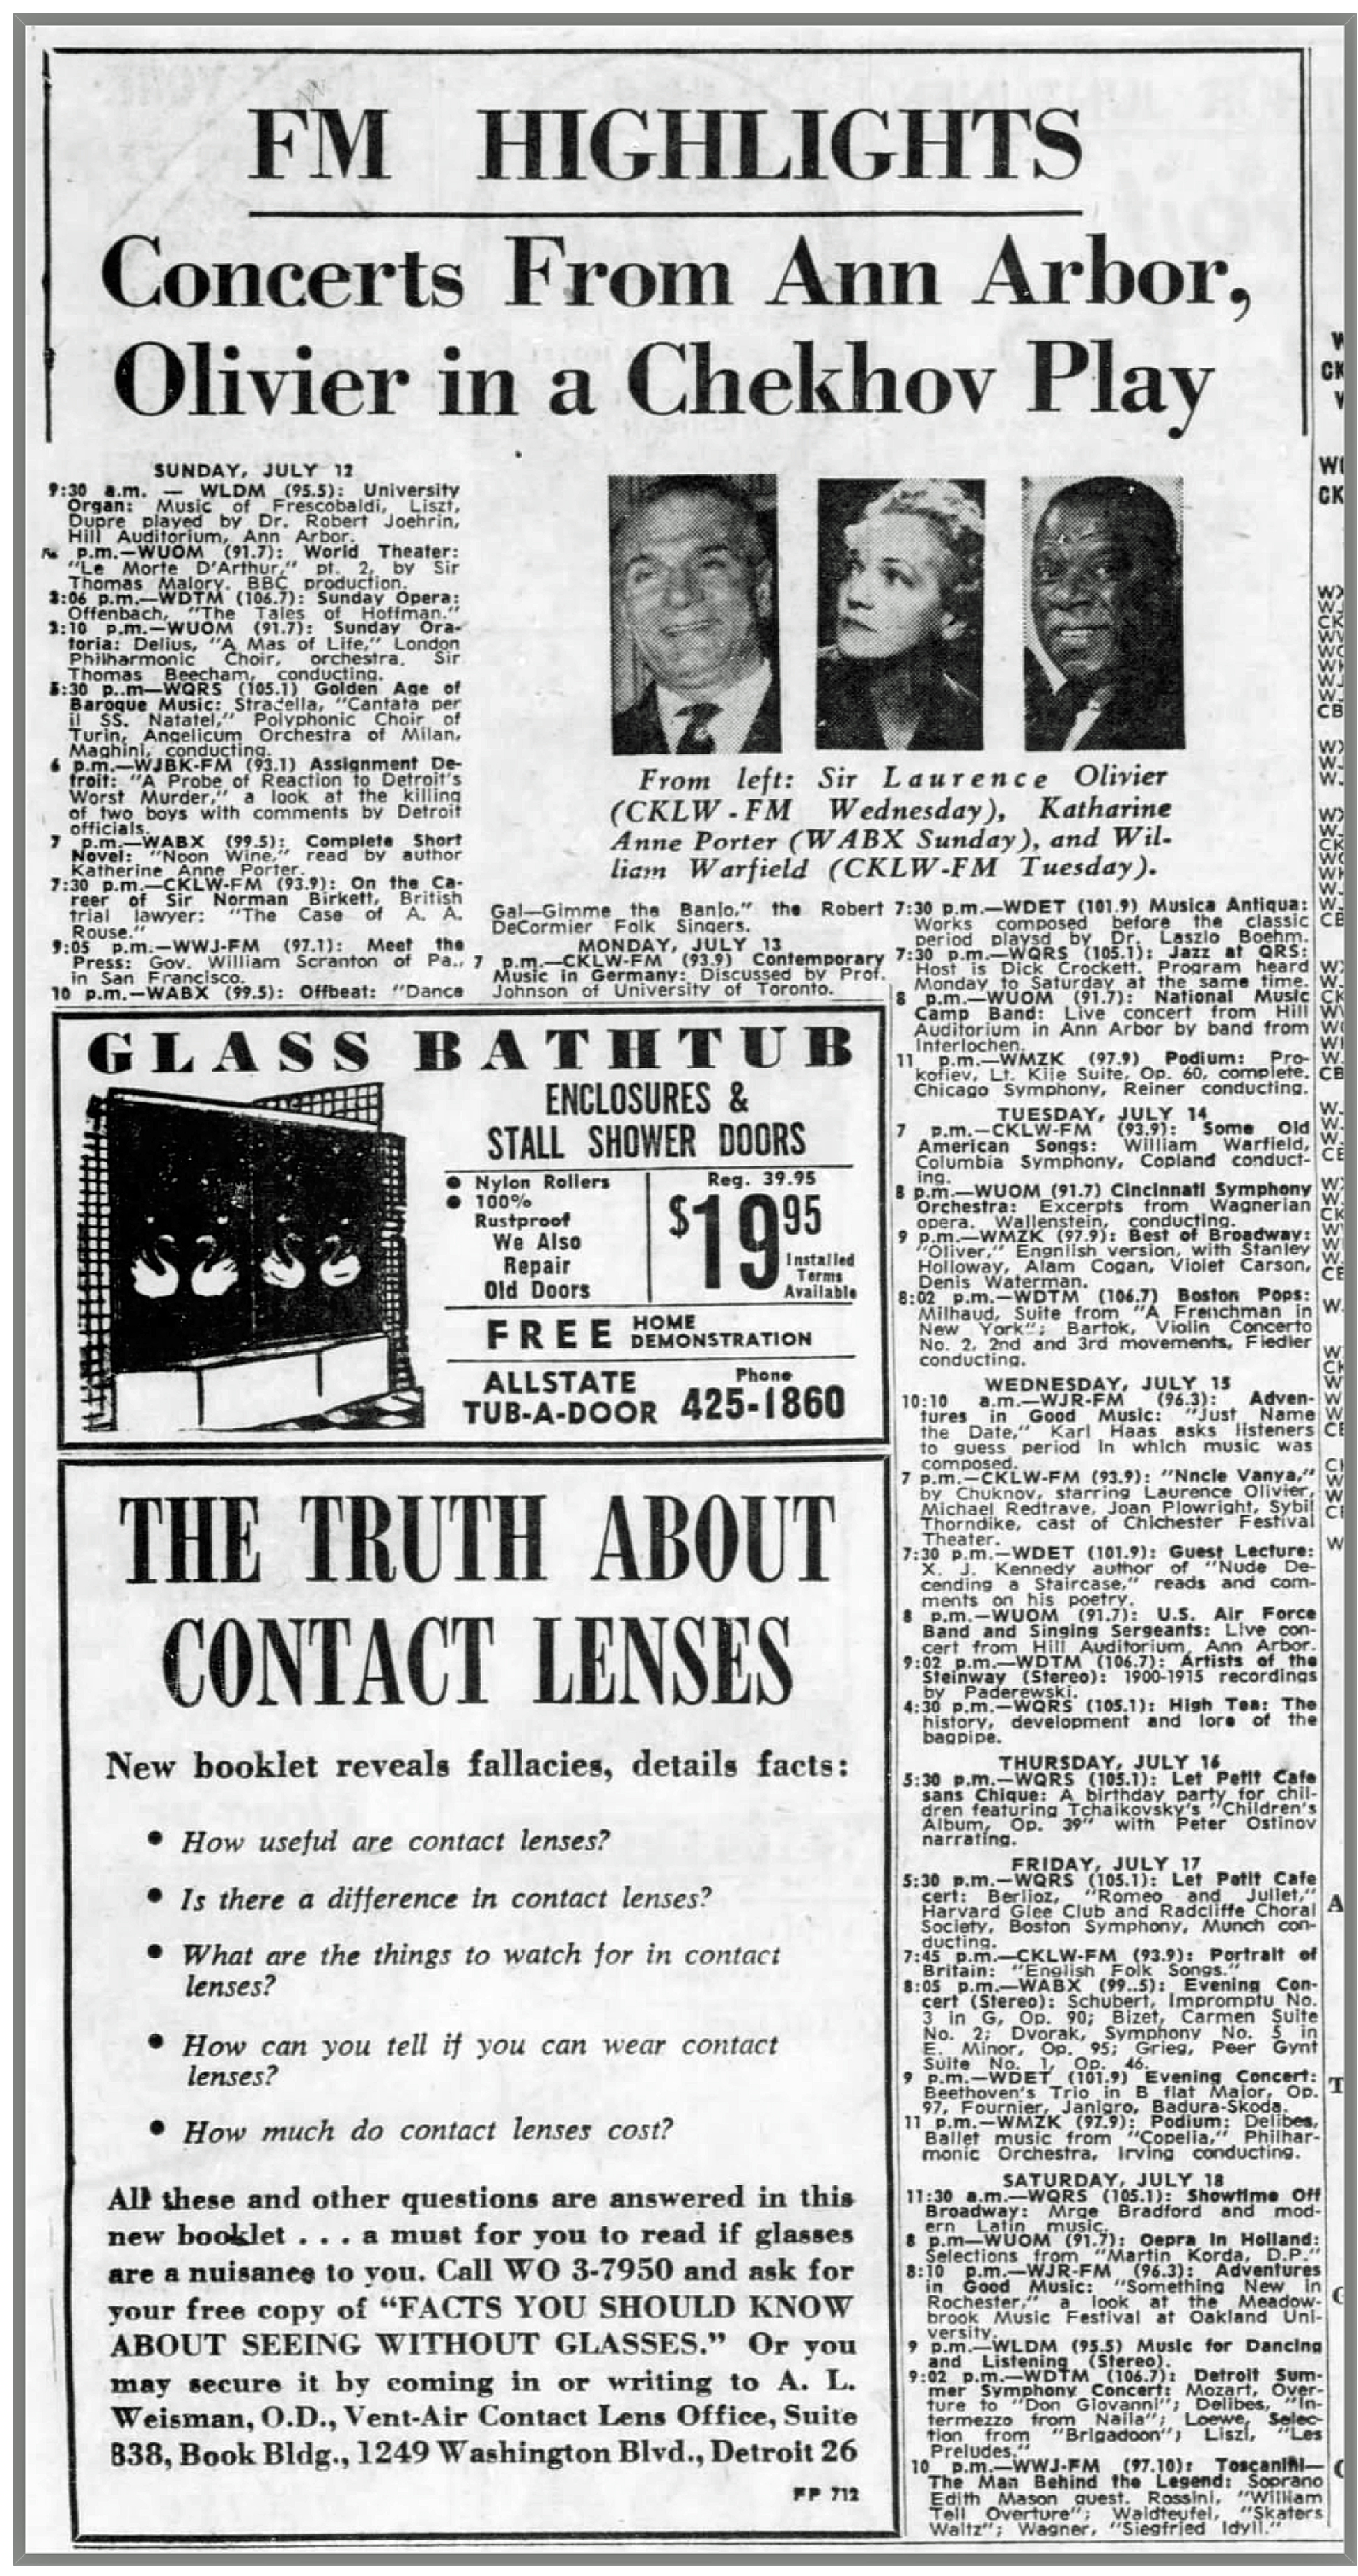 FM HIGHLIGHTS
Concerts From Ann Arbor,
Olivier in a Chekhov Play
SUNDAY, JULY 12
9:30 a.m. — WLDM (95.5): University
Organ: Music of Frescobaldi, Liszt,
Dupre played by Dr. Robert Joehrin,
Hill Auditorium, Ann Arbor.
p.m.—WUOM (91.7): World Theater:
"Le Morte D'Arthur," pt. 2, by Sir
Thomas Malory. BBC production.
2:06 p.m.—WDTM (106.7): Sunday Opera:
Offenbach, "The Tales of Hoffman."
2:10 p.m.—WUOM (91.7): Sunday Ora-
toria: Delius, "A Mas of Life," London
Philharmonic Choir, orchestra, Sir
Thomas Beecham, conducting.
5:30 p..m—WQRS (105.1) Golden Age of
Baroque Music: Stradella, "Cantata per
il SS. Natatel," Polyphonic Choir of
Turin, Angelicum Orchestra of Milan,
Maghini, conducting.
6 p.m.—WJBK-FM (93.1) Assignment De-
troit: "A Probe of Reaction to Detroit's
Worst Murder," a look at the killing
of two boys with comments by Detroit
officials.
7 p.m.—WABX (99.5): Complete Short
Novel: "Noon Wine," read by author
Katherine Anne Porter.
7:30 p.m.—CKLW-FM (93.9): On the Ca-
reer of Sir Norman Birkett, British
trial lawyer: "The Case of A. A.
Rouse."
9:05 p.m.—WWJ-FM (97.1): Meet the
Press: Gov. William Scranton of Pa.,
in San Francisco.
10 p.m.—WABX (99.5): Offbeat: "Dance
From left: Sir Laurence Olivier
(CKLW-FM Wednesday), Katharine
Anne Porter (WABX Sunday), and Wil-
liam Warfield (CKLW-FM Tuesday).
Gal—Gimme the Banjo," the Robert
DeCormier Folk Singers.
MONDAY, JULY 13
7 p.m.—CKLW-FM (93.9) Contemporary
Music in Germany: Discussed by Prof.
Johnson of University of Toronto.
7:30 p.m.—WDET (101.9) Musica Antiqua:
Works composed before the classic
period playsd by Dr. Laszlo Boehm.
7:30 p.m.—WQRS (105.1): Jazz at QRS:
Host is Dick Crockett. Program heard
Monday to Saturday at the same time.
8 p.m.—WUOM (91.7): National Music
Camp Band: Live concert from Hill
Auditorium in Ann Arbor by band from
Interlochen.
11 p.m.—WMZK (97.9) Podium: Pro-
kofiev, Lt. Kije Suite, Op. 60, complete.
Chicago Symphony, Reiner conducting.
TUESDAY, JULY 14
7 p.m.—CKLW-FM (93.9): Some Old
American Songs: William Warfield,
Columbia Symphony, Copland conduct-
ing.
8 p.m.—WUOM (91.7) Cincinnati Symphony
Orchestra: Excerpts from Wagnerian
opera. Wallenstein, conducting.
9 p.m.—WMZK (97.9): Best of Broadway:
"Oliver," Engnlish version, with Stanley
Holloway, Alam Cogan, Violet Carson,
Denis Waterman.
8:02 p.m.—WDTM (106.7) Boston Pops:
Milhaud, Suite from "A Frenchman in
New York"; Bartok, Violin Concerto
No. 2, 2nd and 3rd movements, Fiedler
conducting.
WEDNESDAY, JULY 15
10:10 a.m.—WJR-FM (96.3): Adven-
tures in Good Music: "Just Name
the Date," Karl Haas asks listeners
to guess period in which music was
composed.
7 p.m.—CKLW-FM (93.9): "Nncle Vanya,"
by Chuknov, starring Laurence Olivier,
Michael Redtrave, Joan Plowright, Sybil
Thorndike, cast of Chichester Festival
Theater.
7:30 p.m.—WDET (101.9): Guest Lecture:
X. J. Kennedy author of "Nude De-
cending a Staircase," reads and com-
ments on his poetry.
8 p.m.—WUOM (91.7): U.S. Air Force
Band and Singing Sergeants: Live con-
cert from Hill Auditorium, Ann Arbor.
9:02 p.m.—WDTM (106.7): Artists of the
Steinway (Stereo): 1900-1915 recordings
by Paderewski.
4:30 p.m.—WQRS (105.1): High Tea: The
history, development and lore of the
bagpipe.
THURSDAY, JULY 16
5:30 p.m.—WQRS (105.1): Let Petit Cafe
sans Chique: A birthday party for chil-
dren featuring Tchaikovsky's "Children's
Album, Op. 39" with Peter Ostinov
narrating.
FRIDAY, JULY 17
5:30 p.m.—WQRS (105.1): Let Petit Cafe
cert: Berlioz, "Romeo and Juliet,"
Harvard Glee Club and Radcliffe Choral
Society, Boston Symphony, Munch con-
ducting.
7:45 p.m.—CKLW-FM (93.9): Portrait of
Britain: "English Folk Songs."
8:05 p.m.—WABX (99..5): Evening Con-
cert (Stereo): Schubert, Impromptu No.
3 in G, Op. 90; Bizet, Carmen Suite
No. 2; Dvorak, Symphony No. 5 in
E. Minor, Op. 95; Grieg, Peer Gynt
Suite No. 1, Op. 46.
9 p.m.—WDET (101.9) Evening Concert:
Beethoven's Trio in B flat Major, Op.
97, Fournier, Janigro, Badura-Skoda.
11 p.m.—WMZK (97.9): Podium: Delibes,
Ballet music from "Copelia," Philhar-
monic Orchestra, Irving conducting.
SATURDAY, JULY 18
11:30 a.m.—WQRS (105.1): Showtime Off
Broadway: Mrge Bradford and mod-
ern Latin music.
8 p.m—WUOM (91.7): Oepra in Holland:
Selections from "Martin Korda, D.P."
8:10 p.m.—WJR-FM (96.3): Adventures
in Good Music: "Something New in
Rochester," a look at the Meadow-
brook Music Festival at Oakland Uni-
versity.
9 p.m.—WLDM (95.5) Music for Dancing
and Listening (Stereo).
9:02 p.m.—WDTM (106.7): Detroit Sum-
mer Symphony Concert: Mozart, Over-
ture to "Don Giovanni"; Delibes, "In-
termezzo from Naila"; Loewe, Selec-
tion from "Brigadoon"; Liszl, "Les
Preludes."
10 p.m.—WWJ-FM (97.10): Toscanini—
The Man Behind the Legend: Soprano
Edith Mason guest. Rossini, "William
Tell Overture"; Waldteufel, "Skaters
Waltz"; Wagner, "Siegfried Idyll."
GLASS BATHTUB
ENCLOSURES &
STALL SHOWER DOORS
• Nylon Rollers
• 100%
Rustproof
We Also
Repair
Old Doors
Reg. 39.95
$19 95
Installed
Terms
Available
FREE HOME
DEMONSTRATION
ALLSTATE
TUB-A-DOOR
Phone
425-1860
THE TRUTH ABOUT
CONTACT LENSES
New booklet reveals fallacies, details facts:
• How useful are contact lenses?
• Is there a difference in contact lenses?
• What are the things to watch for in contact
lenses?
• How can you tell if you can wear contact
lenses?
• How much do contact lenses cost?
All these and other questions are answered in this
new booklet . . . a must for you to read if glasses
are a nuisance to you. Call WO 3-7950 and ask for
your free copy of "FACTS YOU SHOULD KNOW
ABOUT SEEING WITHOUT GLASSES." Or you
may secure it by coming in or writing to A. L.
Weisman, O.D., Vent-Air Contact Lens Office, Suite
838, Book Bldg., 1249 Washington Blvd., Detroit 26
FP 712